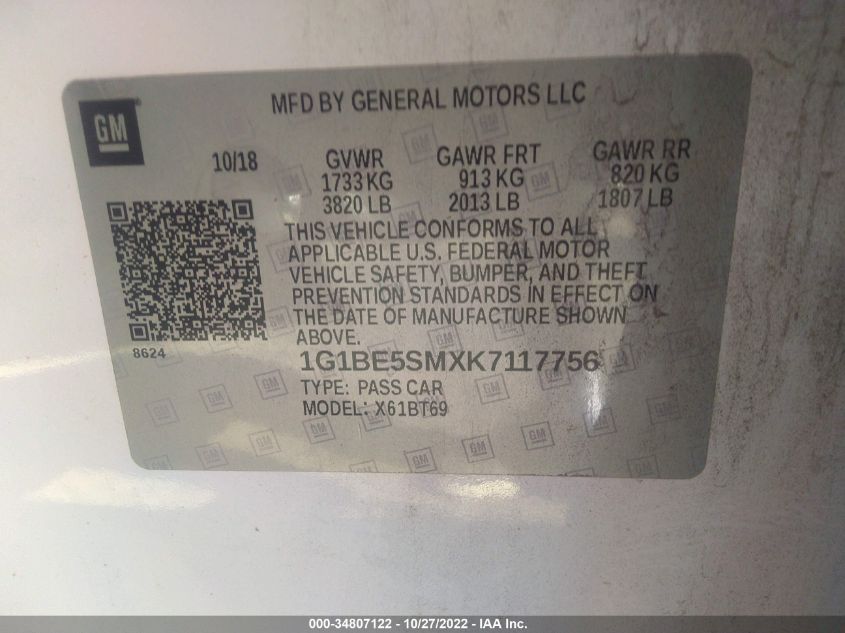 MFD BY GENERAL MOTORS LLC
GM
10/18 GVWR GAWR FRT GAWR RR
1733 KG 913 KG 820 KG
3820 LB 2013 LB 1807 LB
THIS VEHICLE CONFORMS TO ALL
APPLICABLE U.S. FEDERAL MOTOR
VEHICLE SAFETY, BUMPER, AND THEFT
PREVENTION STANDARDS IN EFFECT ON
THE DATE OF MANUFACTURE SHOWN
ABOVE.
8624
1G1BE5SMXK7117756
TYPE: PASS CAR
MODEL: X61BT69
000-34807122 - 10/27/2022 - IAA Inc.